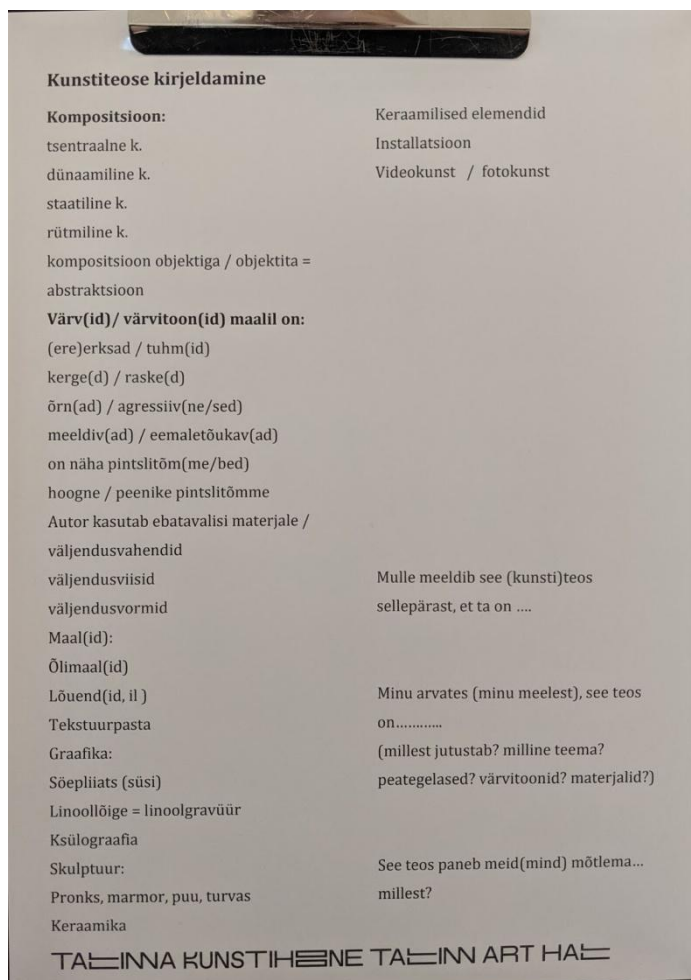 Kunstiteose kirjeldamine
Kompositsioon:
tsentraalne k.
dünaamiline k.
staatiline k.
rütmiline k.
kompositsioon objektiga / objektita =
abstraktsioon
Värv(id)/ värvitoon(id) maalil on:
(ere)erksad / tuhm(id)
kerge(d) / raske(d)
õrn(ad) / agressiiv(ne/sed)
meeldiv(ad) / eemaletõukav(ad)
on näha pintslitõm(me/bed)
hoogne / peenike pintslitõmme
Autor kasutab ebatavalisi materjale /
väljendusvahendid
väljendusviisid
väljendusvormid
Maal(id):
Õlimaal(id)
Lõuend(id, il )
Tekstuurpasta
Graafika:
Söepliiats (süsi)
Linoollõige = linoolgravüür
Ksülograafia
Skulptuur:
Pronks, marmor, puu, turvas
Keraamika
Keraamilised elemendid
Installatsioon
Videokunst / fotokunst
Mulle meeldib see (kunsti)teos
sellepärast, et ta on ....
Minu arvates (minu meelest), see teos
on............
(millest jutustab? milline teema?
peategelased? värvitoonid? materjalid?)
See teos paneb meid(mind) mõtlema...
millest?
TALLINNA KUNSTIHOONE TALLINN ART HALL